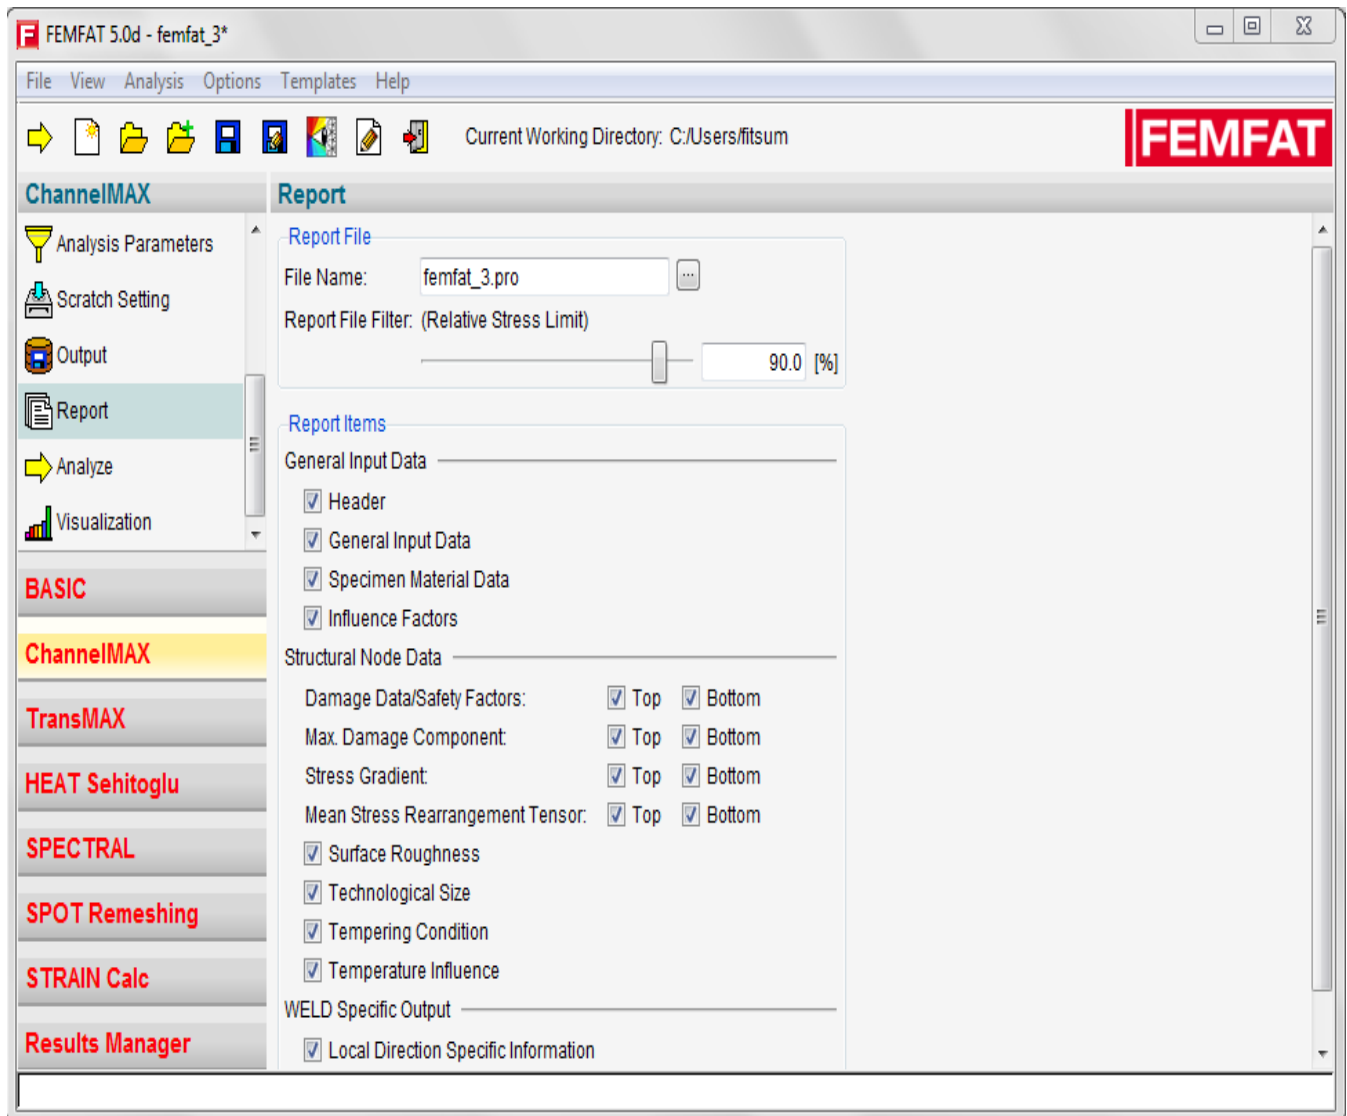 FEMFAT 5.0d - femfat_3*
File View Analysis Options Templates Help
Current Working Directory: C:/Users/fitsum
FEMFAT
ChannelMAX
Report
Analysis Parameters
Scratch Setting
Output
Report
Analyze
Visualization
BASIC
ChannelMAX
TransMAX
HEAT Sehitoglu
SPECTRAL
SPOT Remeshing
STRAIN Calc
Results Manager
Report File
File Name: femfat_3.pro ...
Report File Filter: (Relative Stress Limit)
90.0 [%]
Report Items
General Input Data
Header
General Input Data
Specimen Material Data
Influence Factors
Structural Node Data
Damage Data/Safety Factors: Top Bottom
Max. Damage Component: Top Bottom
Stress Gradient: Top Bottom
Mean Stress Rearrangement Tensor: Top Bottom
Surface Roughness
Technological Size
Tempering Condition
Temperature Influence
WELD Specific Output
Local Direction Specific Information